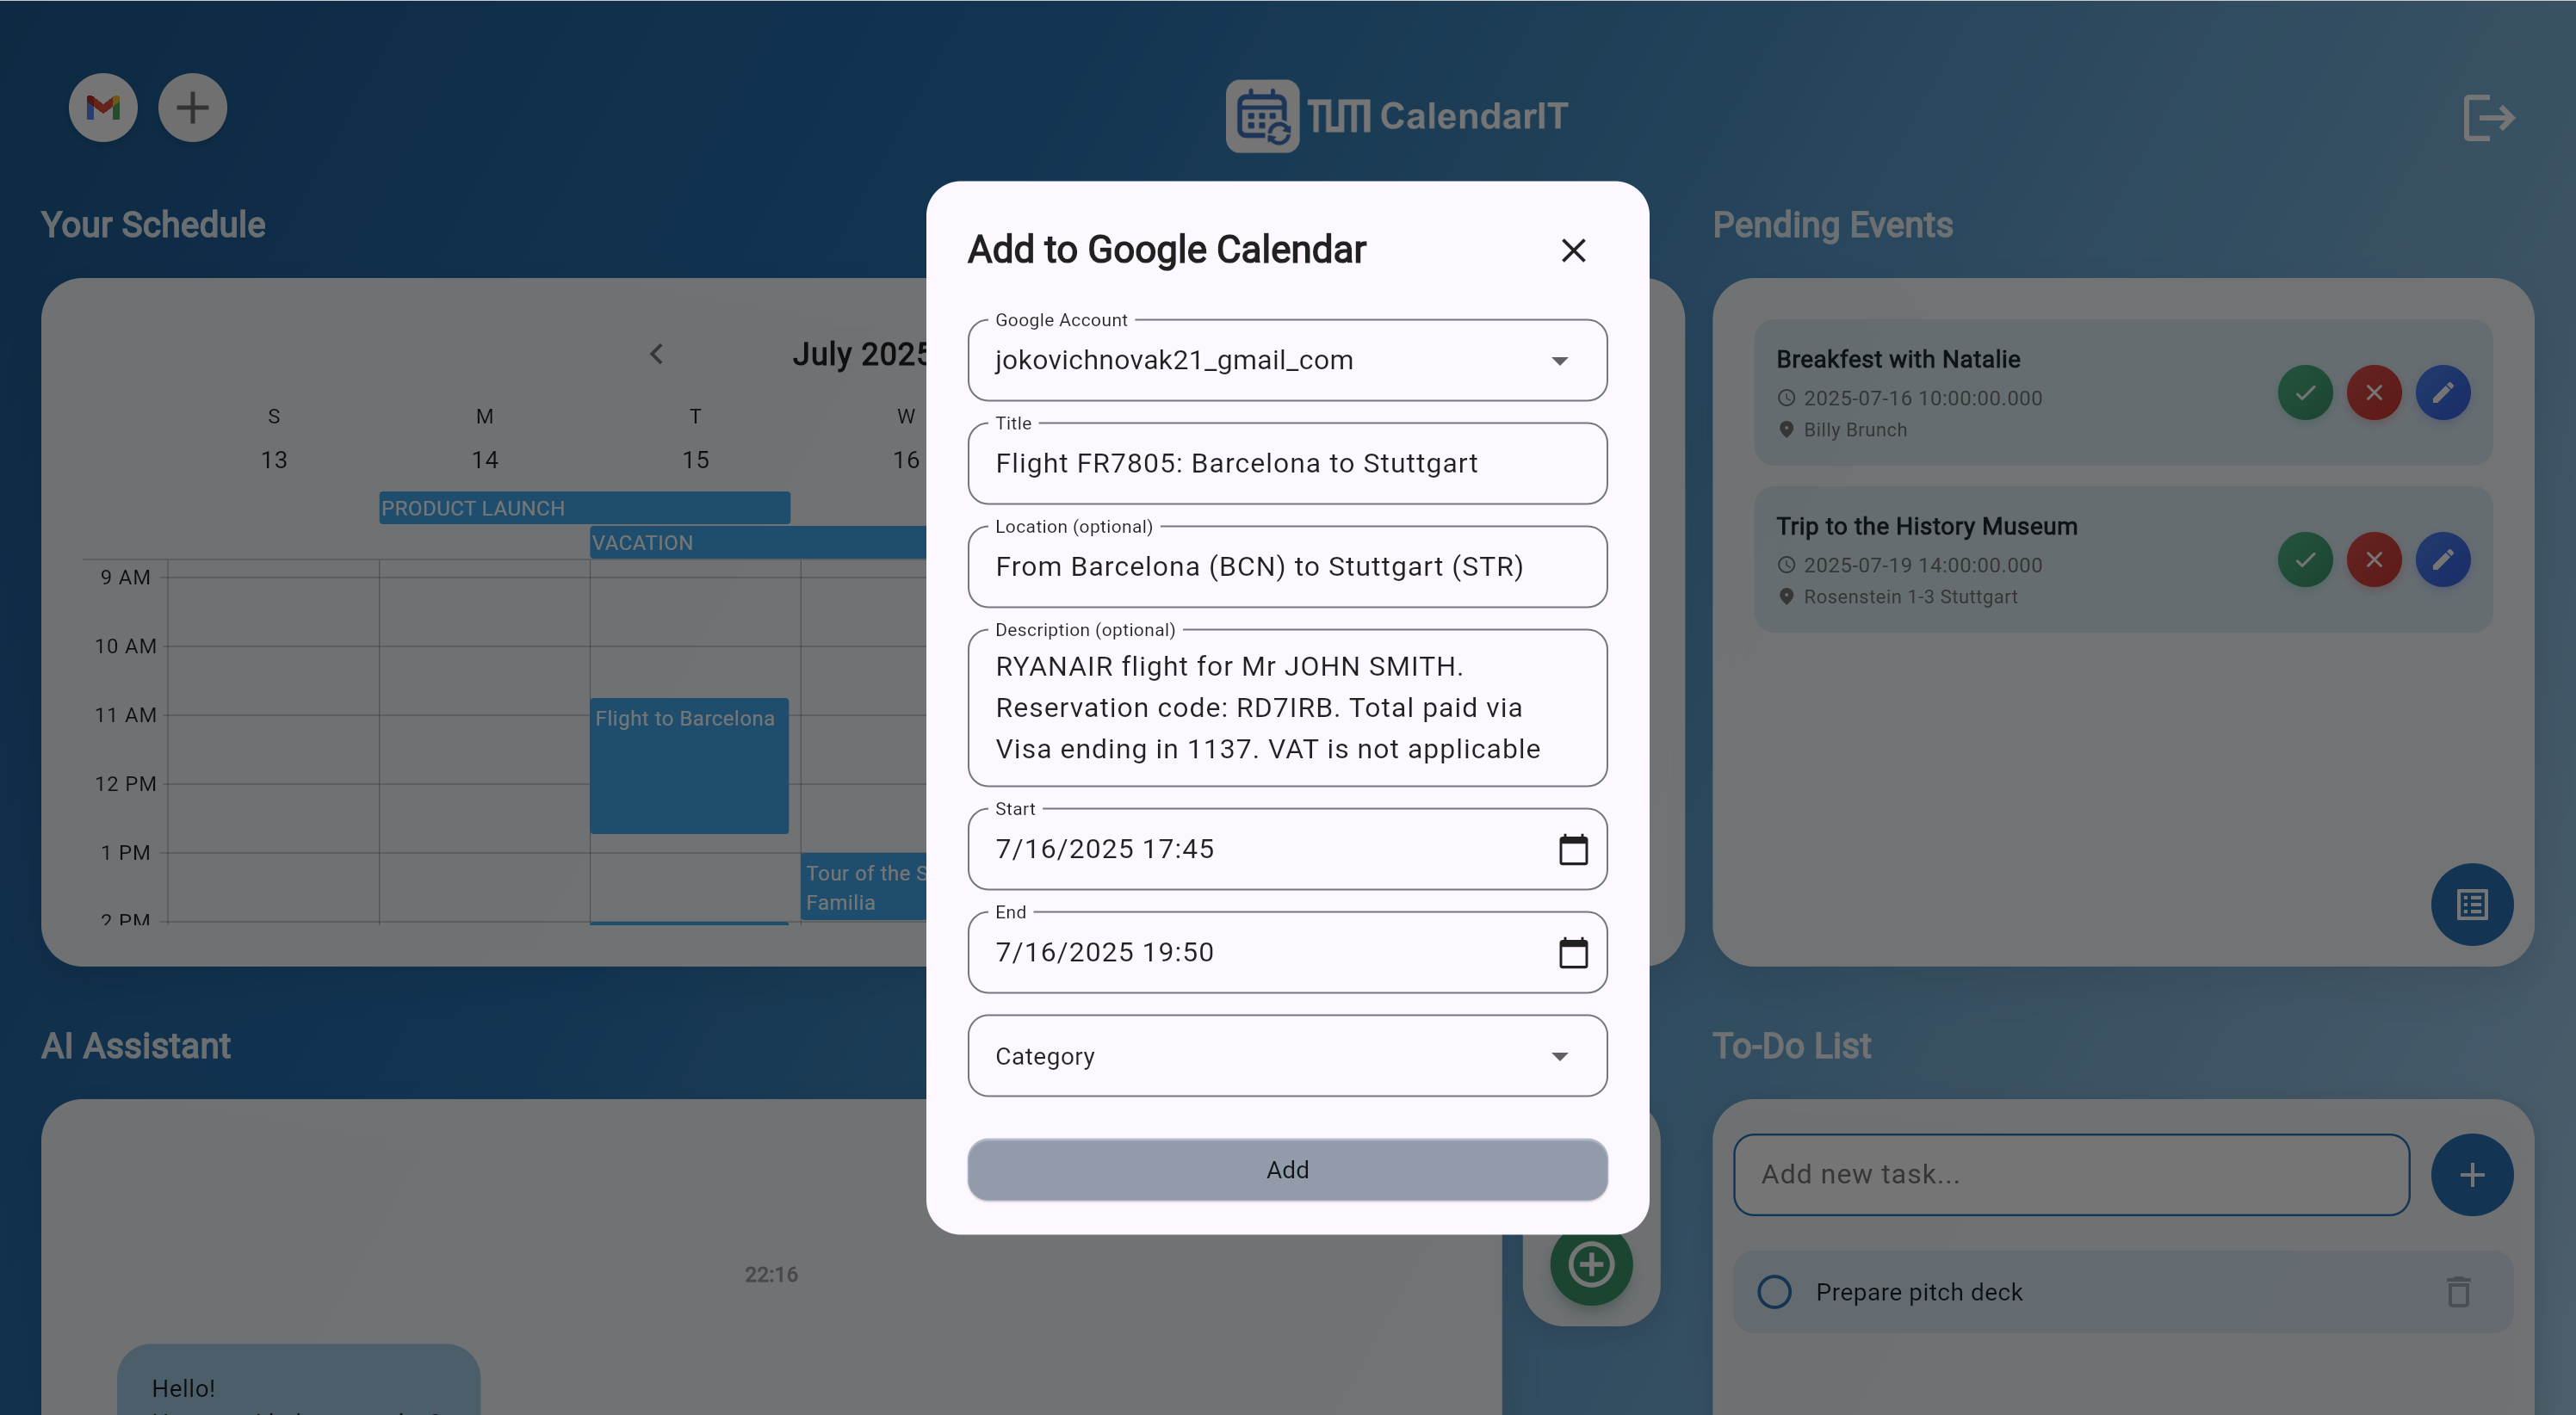 TUM CalendarIT
Your Schedule
July 2025
S M T W
13 14 15 16
PRODUCT LAUNCH
VACATION
9 AM
10 AM
11 AM
Flight to Barcelona
12 PM
1 PM
Tour of the S
Familia
2 PM
Add to Google Calendar
Google Account
jokovichnovak21_gmail_com
Title
Flight FR7805: Barcelona to Stuttgart
Location (optional)
From Barcelona (BCN) to Stuttgart (STR)
Description (optional)
RYANAIR flight for Mr JOHN SMITH.
Reservation code: RD7IRB. Total paid via
Visa ending in 1137. VAT is not applicable
Start
7/16/2025 17:45
End
7/16/2025 19:50
Category
Add
Pending Events
Breakfest with Natalie
2025-07-16 10:00:00.000
Billy Brunch
Trip to the History Museum
2025-07-19 14:00:00.000
Rosenstein 1-3 Stuttgart
AI Assistant
22:16
Hello!
To-Do List
Add new task...
Prepare pitch deck